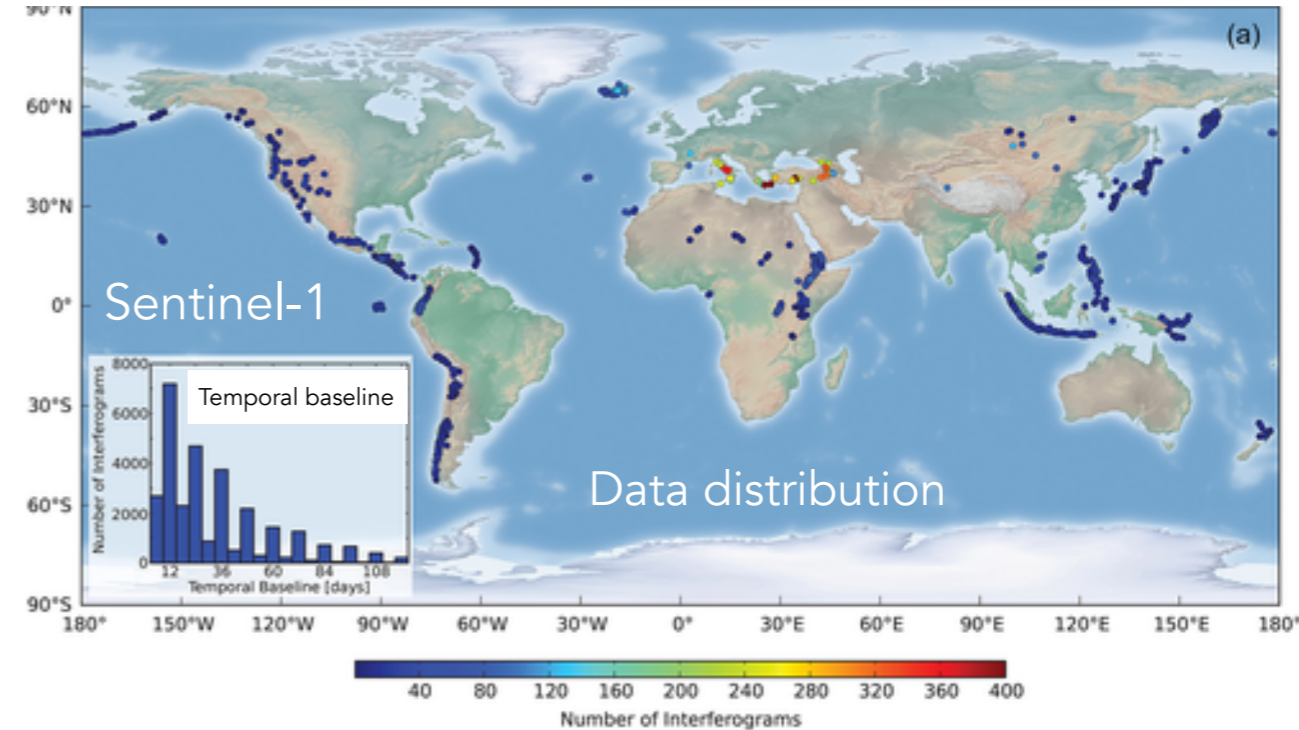 90°N
(a)
60°N
30°N
0°
30°S
60°S
90°S
Sentinel-1
Data distribution
8000
6000
4000
2000
0
Number of Interferograms
Temporal baseline
12 36 60 84 108
Temporal Baseline [days]
180° 150°W 120°W 90°W 60°W 30°W 0° 30°E 60°E 90°E 120°E 150°E 180°
40 80 120 160 200 240 280 320 360 400
Number of Interferograms